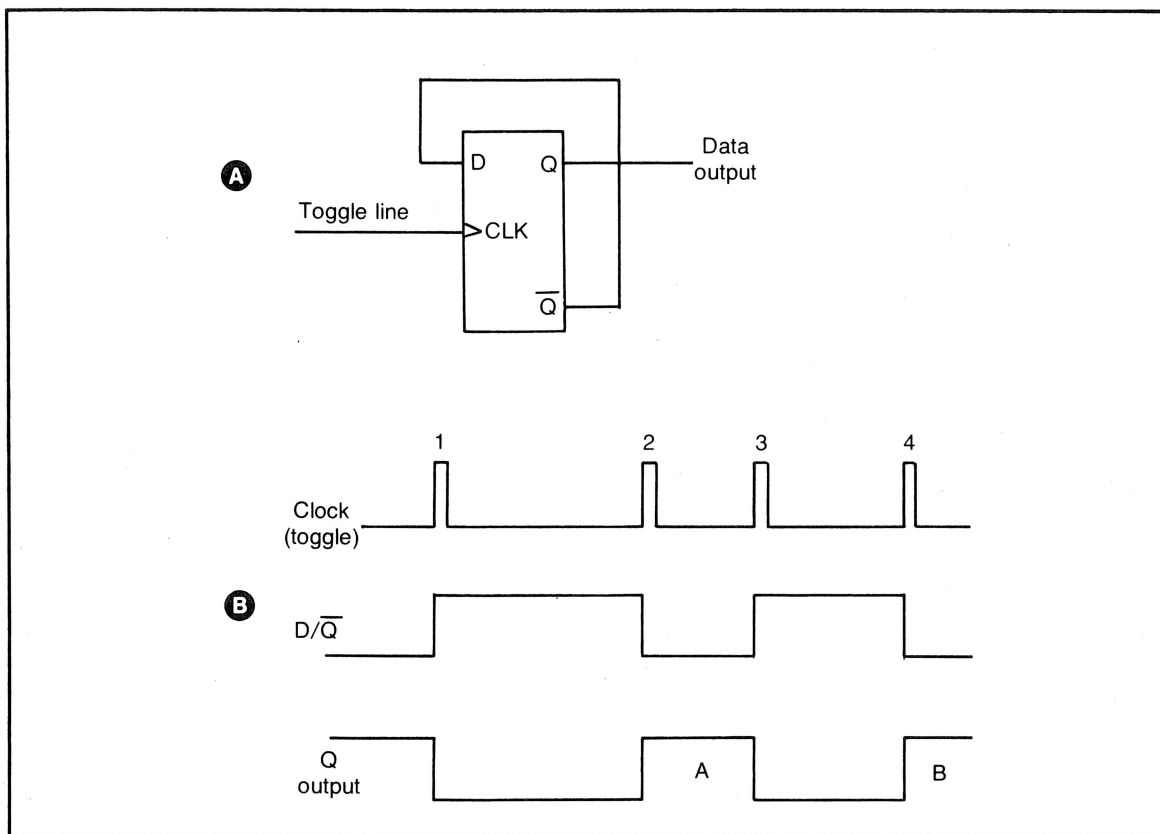 A
D
Q
Data
output
Toggle line
CLK
Q̅
1 2 3 4
Clock
(toggle)
B
D/Q̅
Q
output
A
B